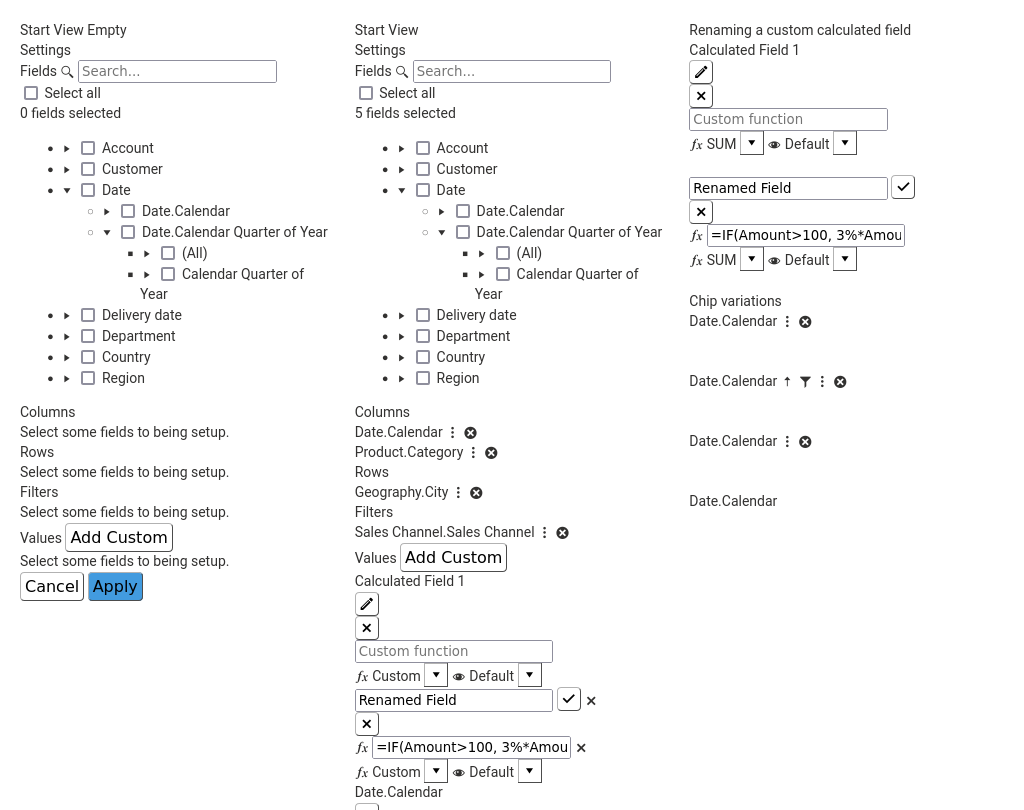 Start View Empty
Settings
Fields Search...
Select all
0 fields selected
Account
Customer
Date
Date.Calendar
Date.Calendar Quarter of Year
(All)
Calendar Quarter of
Year
Delivery date
Department
Country
Region
Columns
Select some fields to being setup.
Rows
Select some fields to being setup.
Filters
Select some fields to being setup.
Values Add Custom
Select some fields to being setup.
Cancel Apply
Start View
Settings
Fields Search...
Select all
5 fields selected
Account
Customer
Date
Date.Calendar
Date.Calendar Quarter of Year
(All)
Calendar Quarter of
Year
Delivery date
Department
Country
Region
Columns
Date.Calendar
Product.Category
Rows
Geography.City
Filters
Sales Channel.Sales Channel
Values Add Custom
Calculated Field 1
Custom function
fx Custom Default
Renamed Field
fx =IF(Amount>100, 3%*Amou
fx Custom Default
Date.Calendar
Renaming a custom calculated field
Calculated Field 1
Custom function
fx SUM Default
Renamed Field
fx =IF(Amount>100, 3%*Amou
fx SUM Default
Chip variations
Date.Calendar
Date.Calendar
Date.Calendar
Date.Calendar